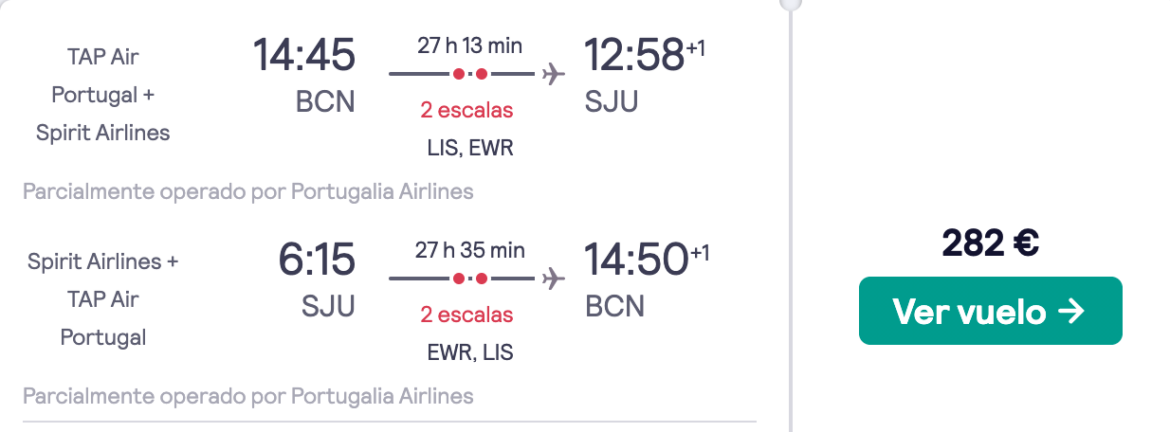 TAP Air
Portugal +
Spirit Airlines
14:45
BCN
27 h 13 min
2 escalas
LIS, EWR
12:58+1
SJU
Parcialmente operado por Portugalia Airlines
Spirit Airlines +
TAP Air
Portugal
6:15
SJU
27 h 35 min
2 escalas
EWR, LIS
14:50+1
BCN
Parcialmente operado por Portugalia Airlines
282 €
Ver vuelo →